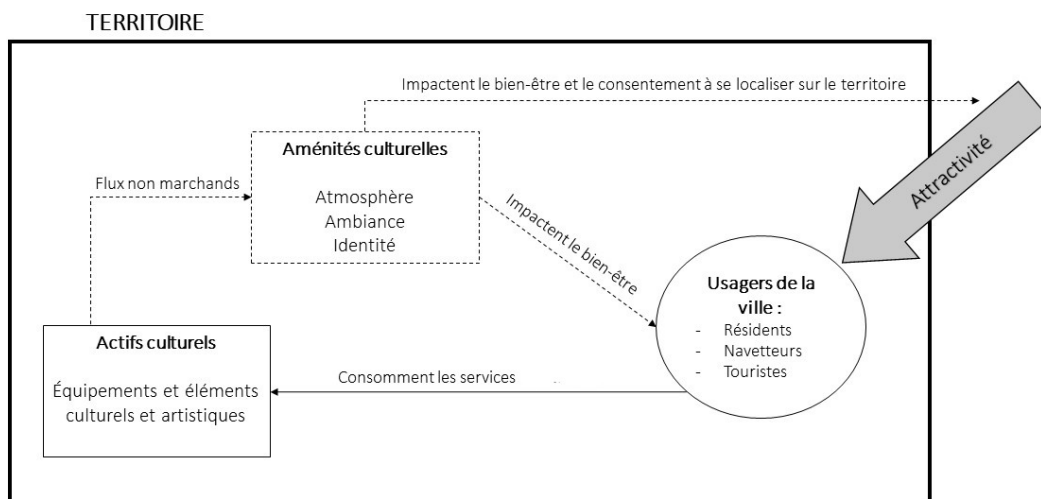 TERRITOIRE
Impactent le bien-être et le consentement à se localiser sur le territoire
Attractivité
Aménités culturelles
Atmosphère
Ambiance
Identité
Flux non marchands
Impactent le bien-être
Usagers de la
ville :
- Résidents
- Navetteurs
- Touristes
Actifs culturels
Équipements et éléments
culturels et artistiques
Consomment les services